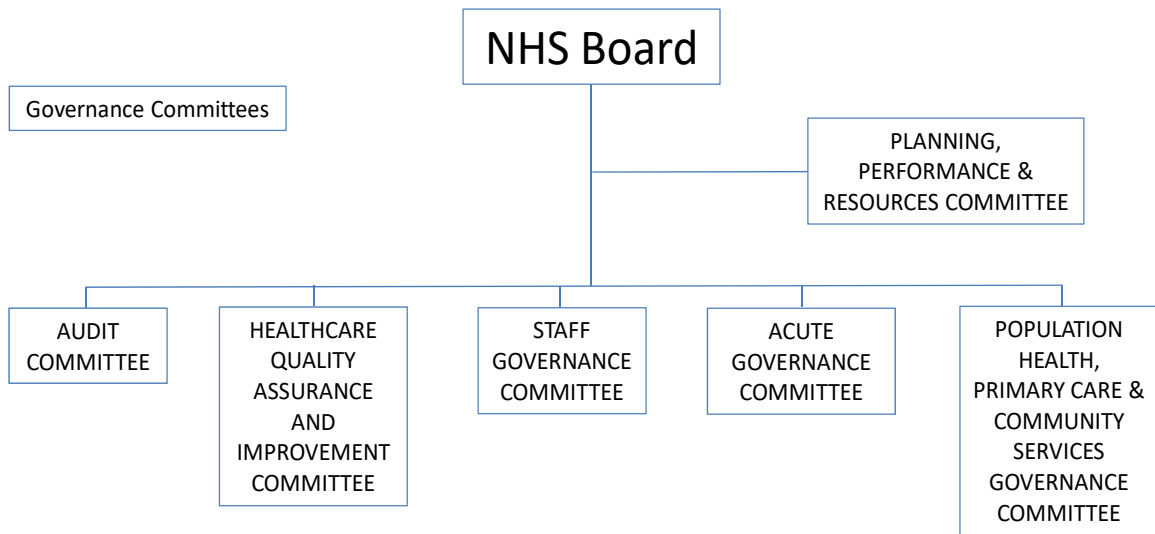 NHS Board
Governance Committees
PLANNING,
PERFORMANCE &
RESOURCES COMMITTEE
AUDIT
COMMITTEE
HEALTHCARE
QUALITY
ASSURANCE
AND
IMPROVEMENT
COMMITTEE
STAFF
GOVERNANCE
COMMITTEE
ACUTE
GOVERNANCE
COMMITTEE
POPULATION
HEALTH,
PRIMARY CARE &
COMMUNITY
SERVICES
GOVERNANCE
COMMITTEE